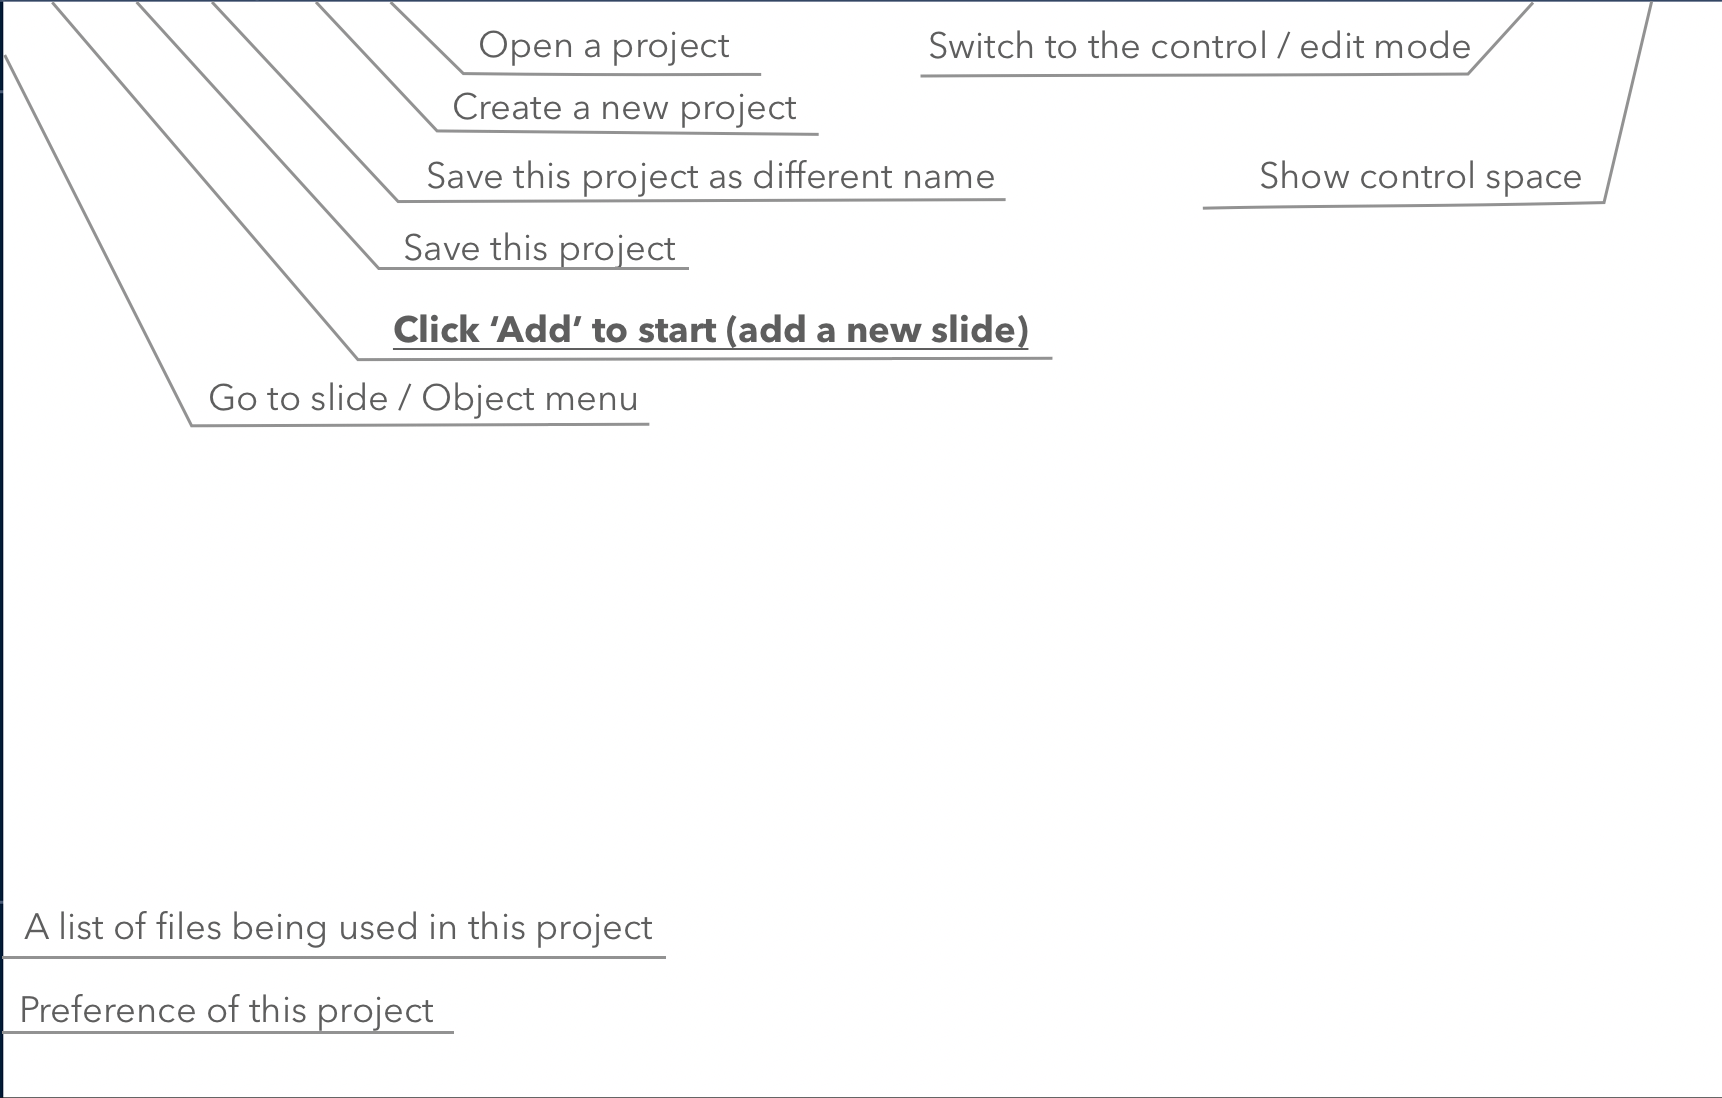 Open a project
Switch to the control / edit mode
Create a new project
Save this project as different name
Show control space
Save this project
Click ‘Add’ to start (add a new slide)
Go to slide / Object menu
A list of files being used in this project
Preference of this project